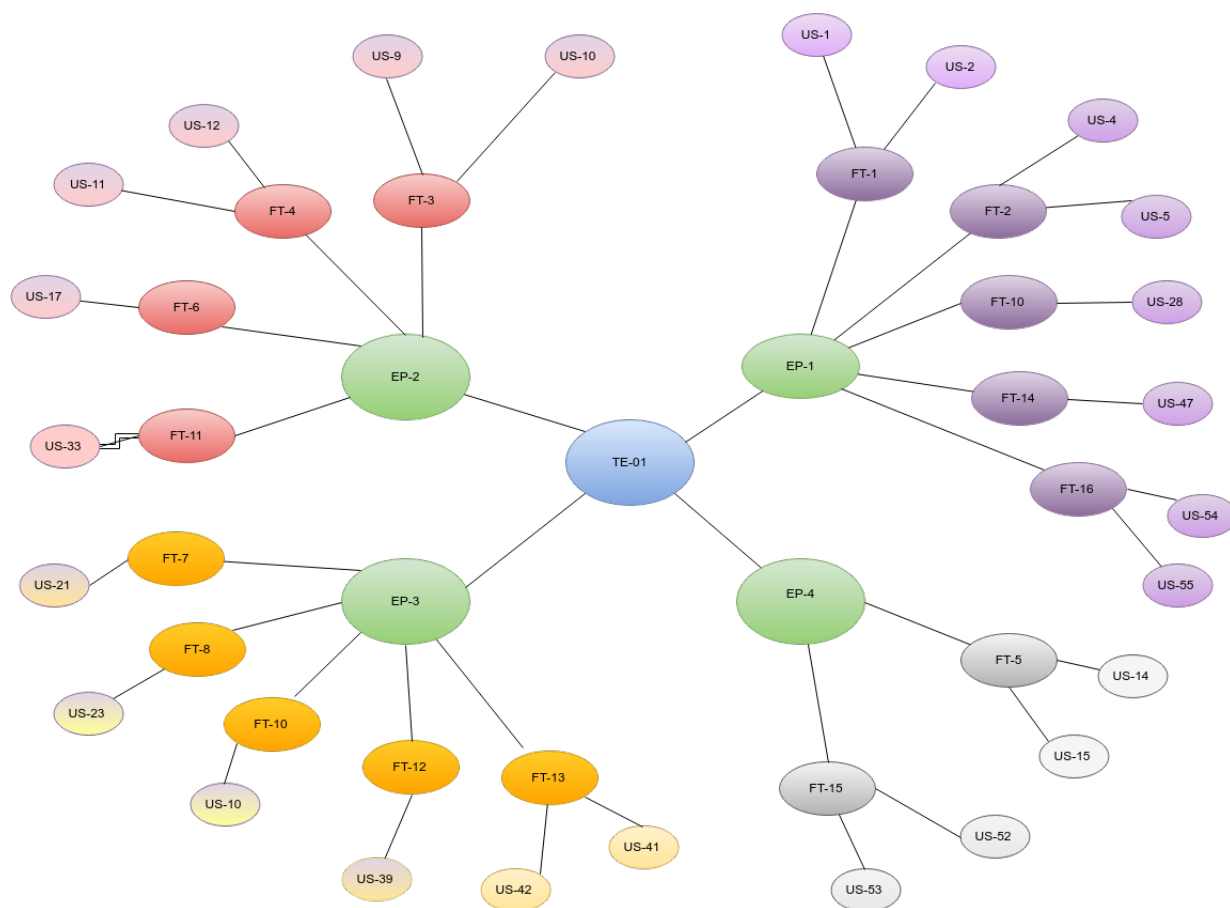 US-1
US-9
US-10
US-2
US-4
US-12
FT-1
US-11
FT-3
FT-4
FT-2
US-5
US-17
FT-6
FT-10
US-28
EP-1
EP-2
FT-14
US-47
FT-11
US-33
TE-01
FT-16
US-54
FT-7
US-21
US-55
EP-3
EP-4
FT-8
FT-5
US-14
US-23
FT-10
US-15
FT-12
FT-13
FT-15
US-10
US-52
US-41
US-39
US-42
US-53